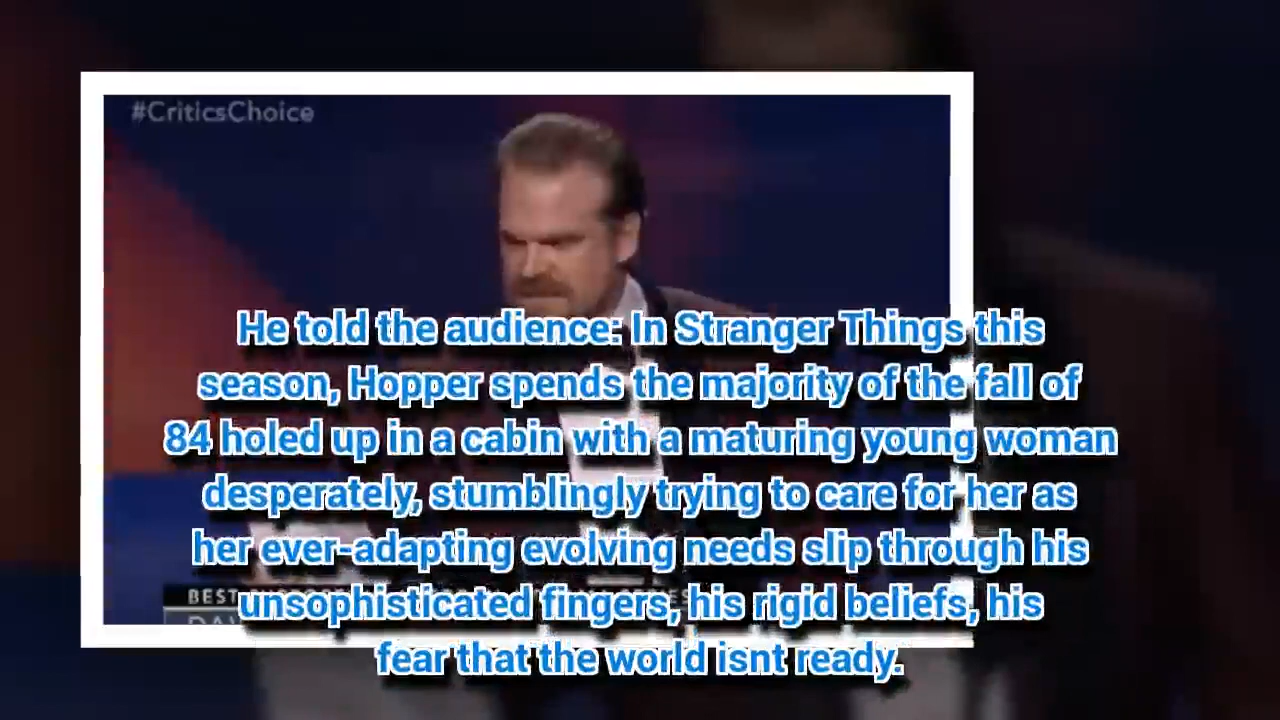 #CriticsChoice
He told the audience: In Stranger Things this
season, Hopper spends the majority of the fall of
84 holed up in a cabin with a maturing young woman
desperately, stumblingly trying to care for her as
her ever-adapting evolving needs slip through his
BEST
unsophisticated fingers, his rigid beliefs, his
fear that the world isnt ready.